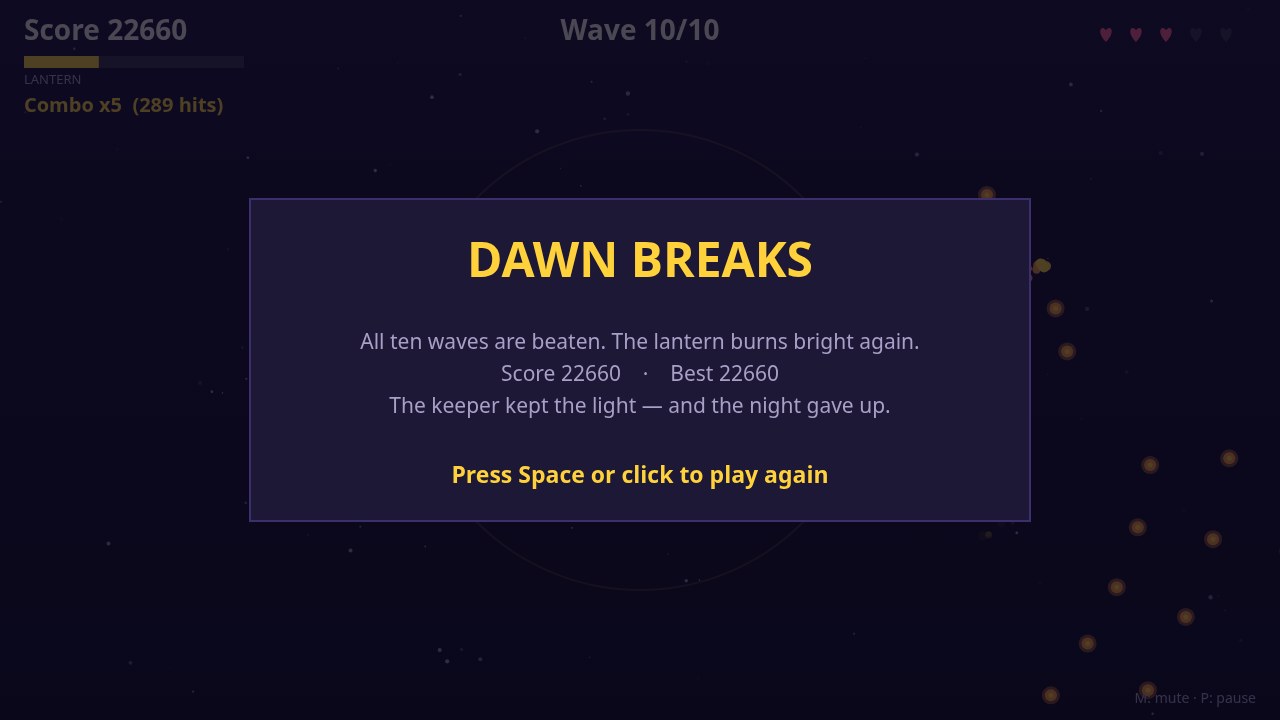 Score 22660
Wave 10/10
LANTERN
Combo x5 (289 hits)
DAWN BREAKS
All ten waves are beaten. The lantern burns bright again.
Score 22660 · Best 22660
The keeper kept the light — and the night gave up.
Press Space or click to play again
M: mute · P: pause